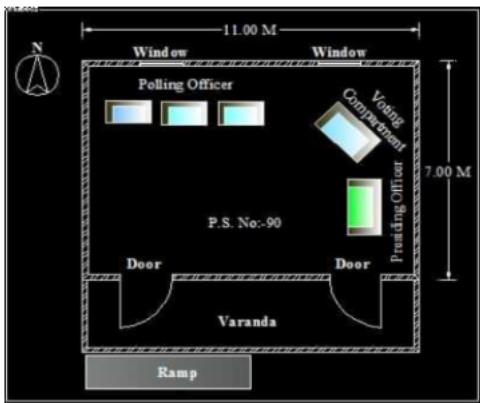 11.00 M
N
Window Window
Polling Officer
Voting
Compartment
7.00 M
Presiding Officer
P.S. No:-90
Door Door
Varanda
Ramp